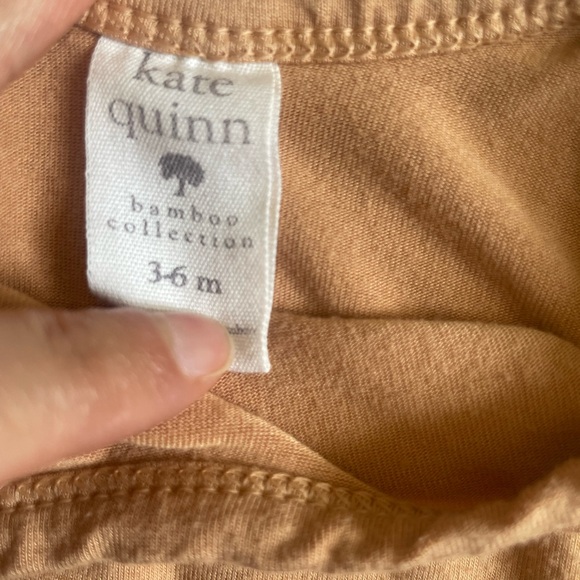 kate
quinn
bamboo
collection
3-6 m